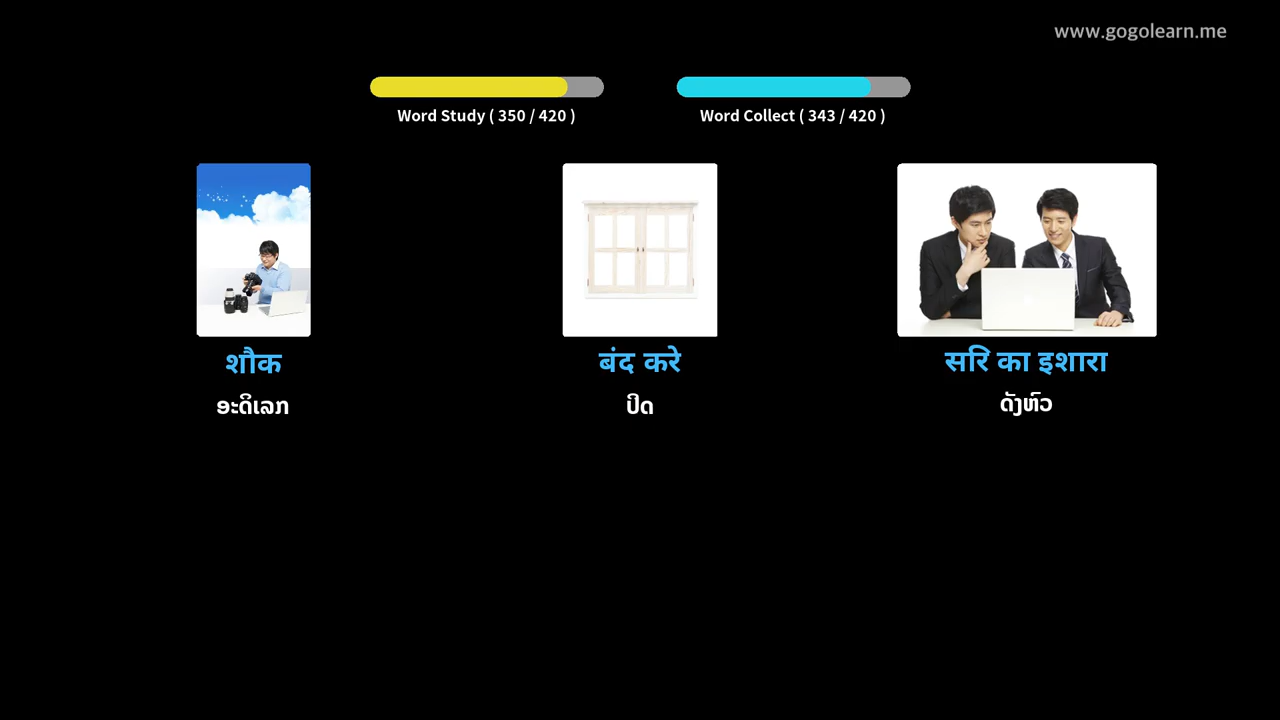 www.gogolearn.me
Word Study ( 350 / 420 )
Word Collect ( 343 / 420 )
शौक
बंद करे
सरि का इशारा
ອະດິເລກ
ປິດ
ດັງຫົວ